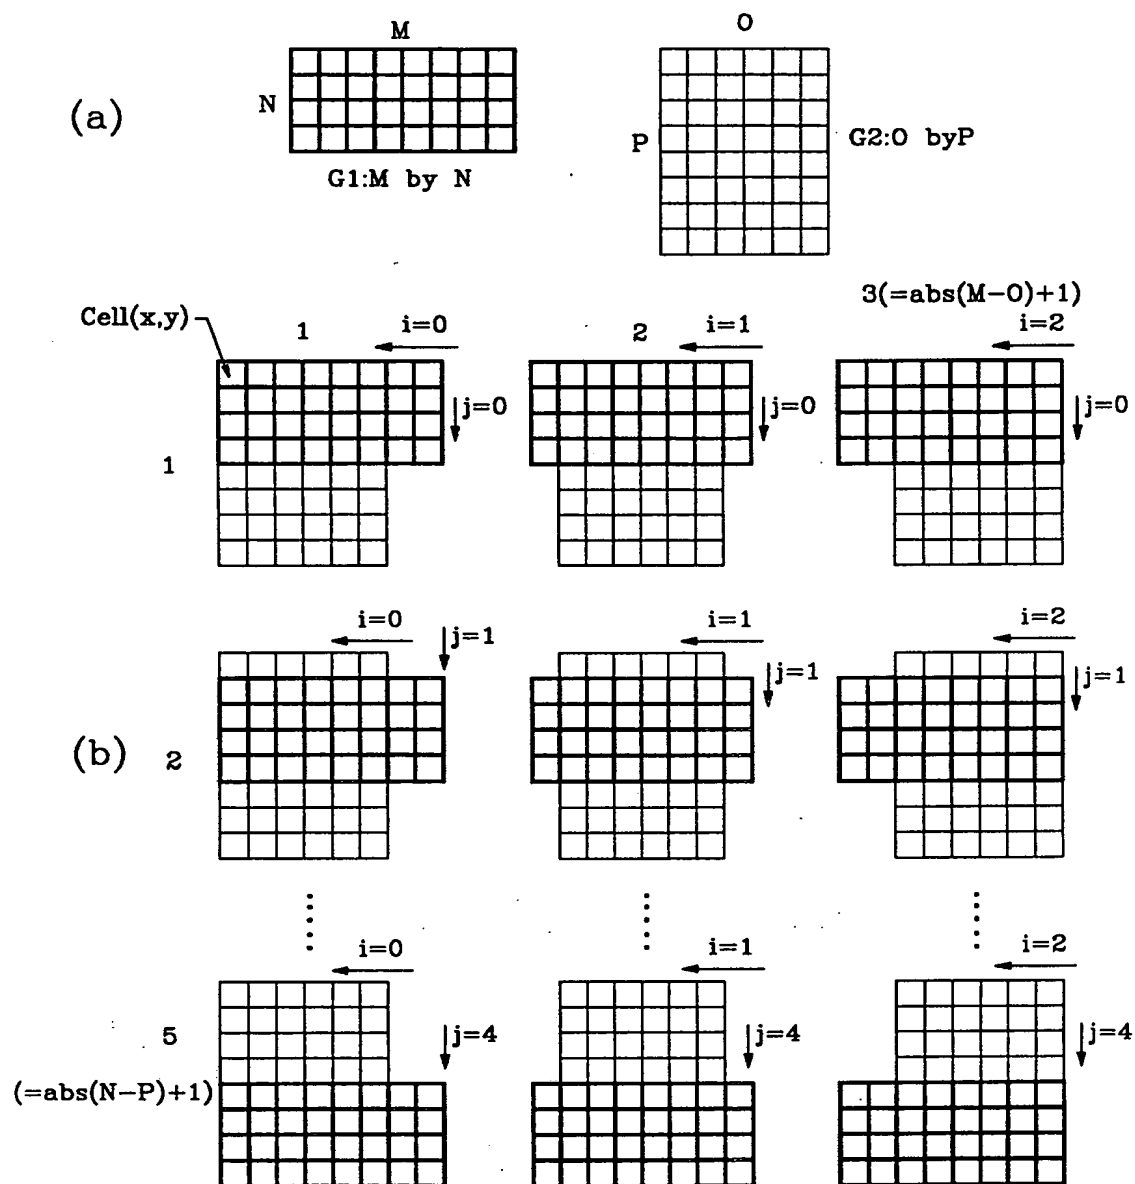 M
O
(a)
N
P
G2:O byP
G1:M by N
3(=abs(M-O)+1)
Cell(x,y)
1
i=0
2
i=1
i=2
j=0
j=0
j=0
1
i=0
j=1
i=1
j=1
i=2
j=1
(b)
2
i=0
i=1
i=2
5
j=4
j=4
j=4
(=abs(N-P)+1)